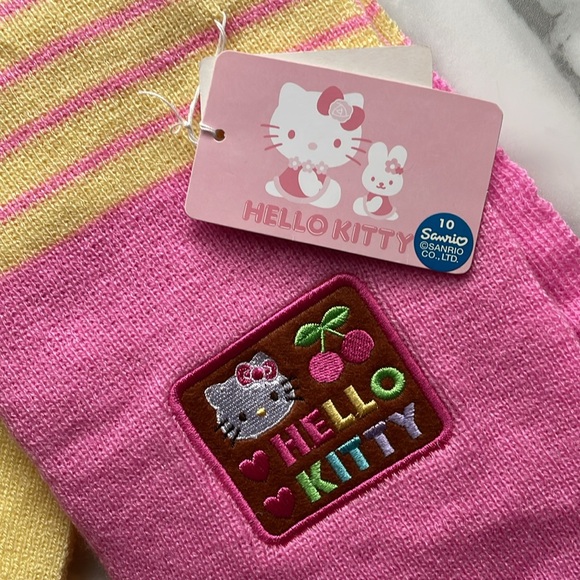 HELLO KITTY
10
Sanrio
©SANRIO
CO., LTD.
HELLO
KITTY